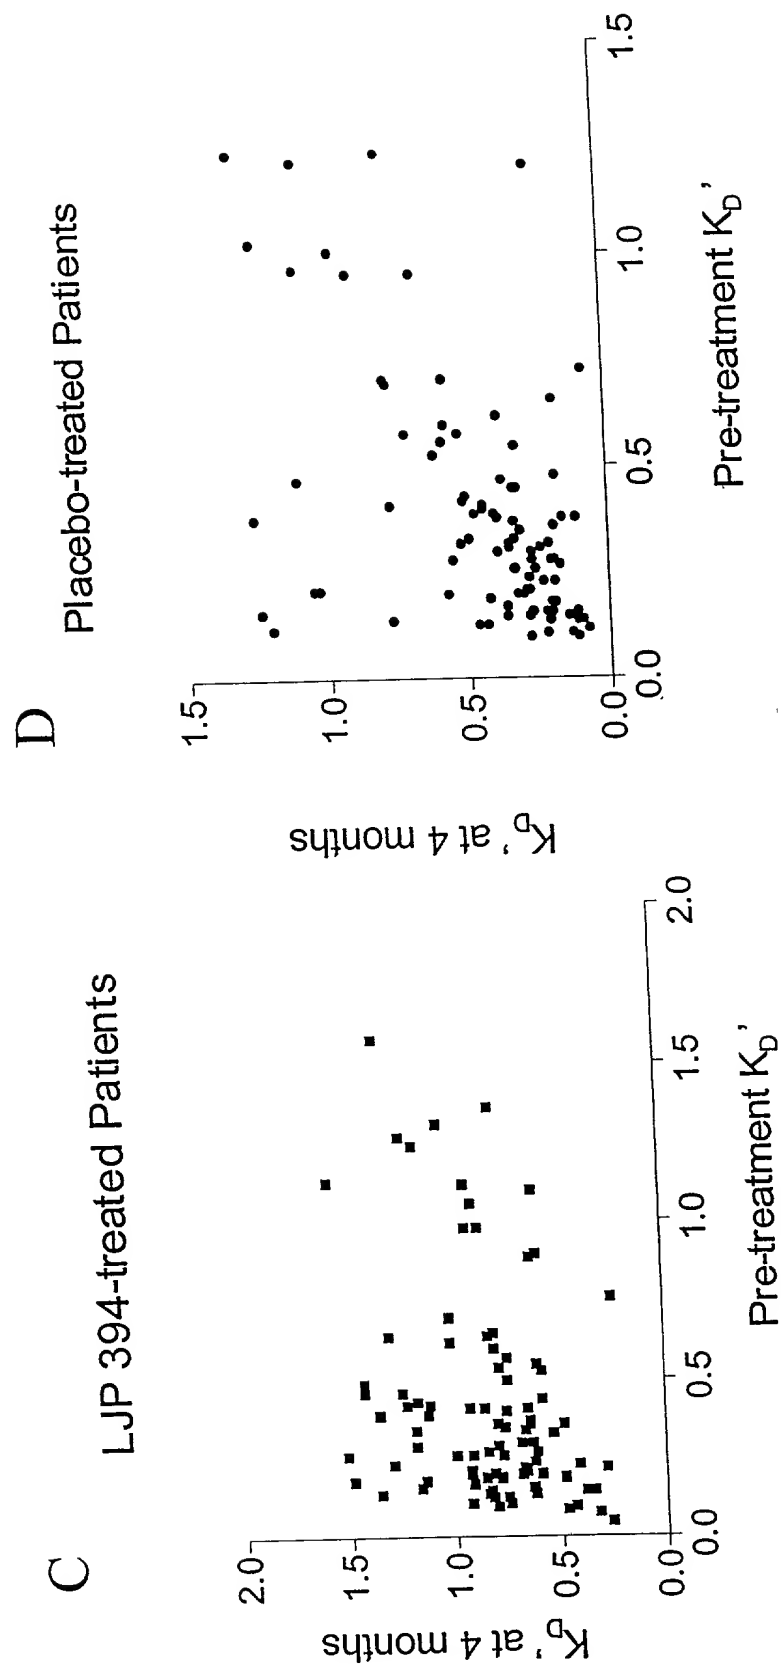 C
LJP 394-treated Patients
K_D' at 4 months
2.0
1.5
1.0
0.5
0.0
0.0
0.5
1.0
1.5
2.0
Pre-treatment K_D'
D
Placebo-treated Patients
K_D' at 4 months
1.5
1.0
0.5
0.0
0.0
0.5
1.0
1.5
Pre-treatment K_D'